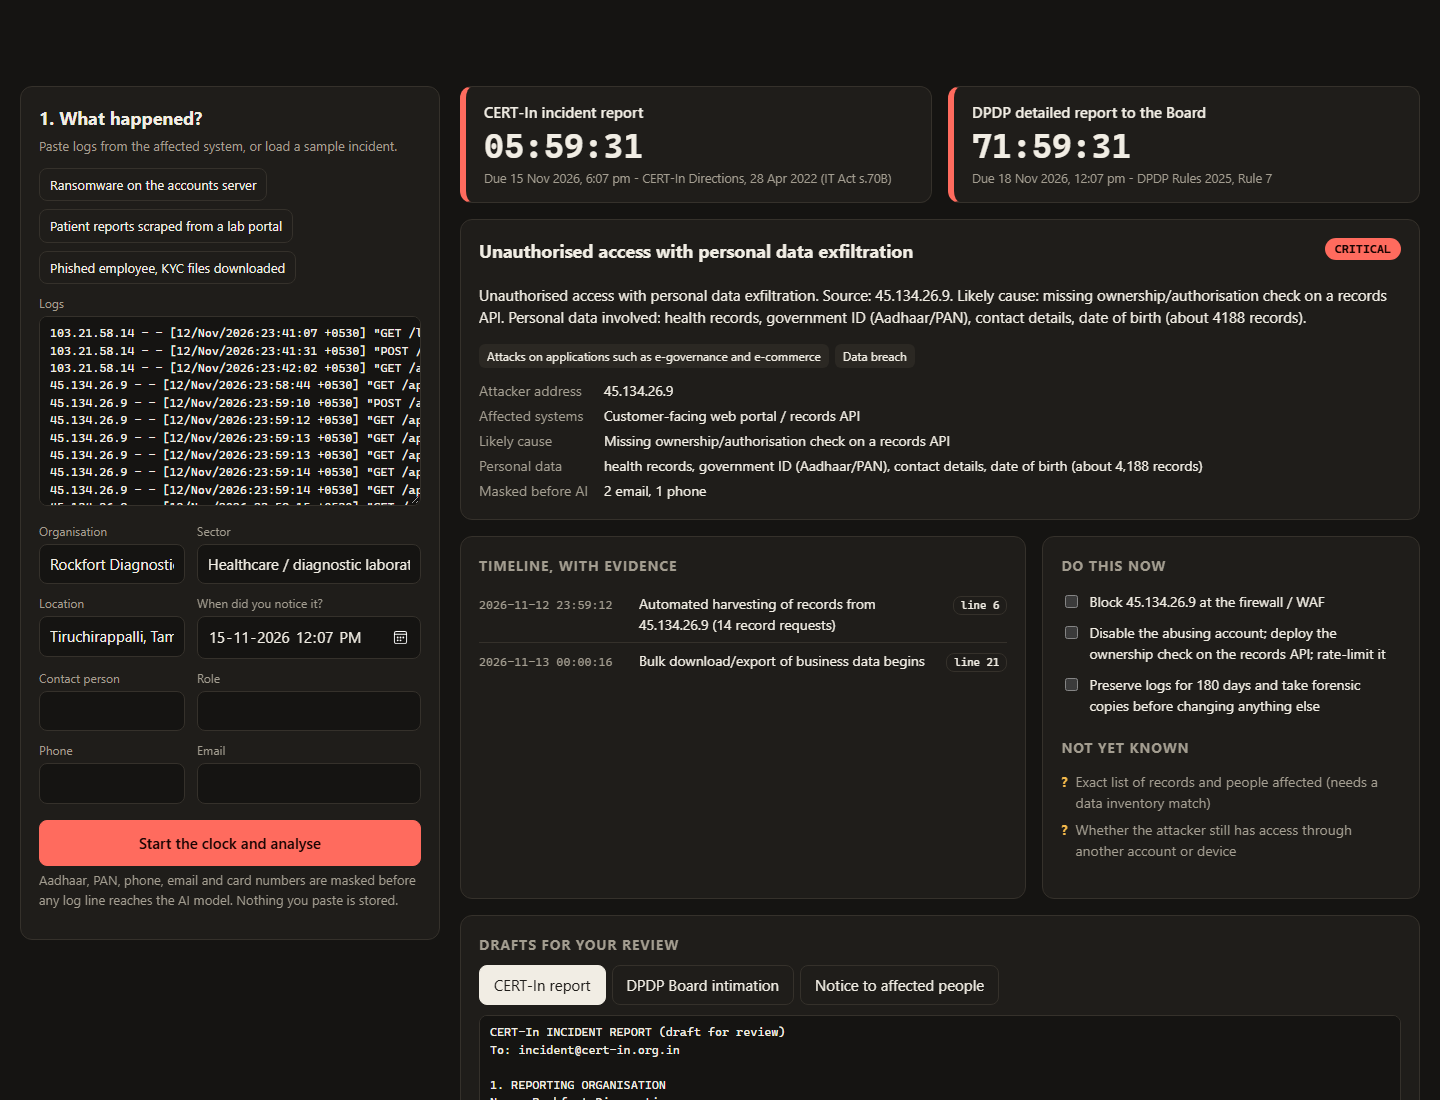 1. What happened?
Paste logs from the affected system, or load a sample incident.
Ransomware on the accounts server
Patient reports scraped from a lab portal
Phished employee, KYC files downloaded
Logs
103.21.58.14 - - [12/Nov/2026:23:41:07 +0530] "GET /l
103.21.58.14 - - [12/Nov/2026:23:41:31 +0530] "POST /
103.21.58.14 - - [12/Nov/2026:23:42:02 +0530] "GET /a
45.134.26.9 - - [12/Nov/2026:23:58:44 +0530] "GET /ap
45.134.26.9 - - [12/Nov/2026:23:59:10 +0530] "POST /a
45.134.26.9 - - [12/Nov/2026:23:59:12 +0530] "GET /ap
45.134.26.9 - - [12/Nov/2026:23:59:13 +0530] "GET /ap
45.134.26.9 - - [12/Nov/2026:23:59:13 +0530] "GET /ap
45.134.26.9 - - [12/Nov/2026:23:59:14 +0530] "GET /ap
45.134.26.9 - - [12/Nov/2026:23:59:14 +0530] "GET /ap
Organisation
Sector
Rockfort Diagnosti
Healthcare / diagnostic laborat
Location
When did you notice it?
Tiruchirappalli, Tam
15-11-2026 12:07 PM
Contact person
Role
Phone
Email
Start the clock and analyse
Aadhaar, PAN, phone, email and card numbers are masked before
any log line reaches the AI model. Nothing you paste is stored.
CERT-In incident report
05:59:31
Due 15 Nov 2026, 6:07 pm - CERT-In Directions, 28 Apr 2022 (IT Act s.70B)
DPDP detailed report to the Board
71:59:31
Due 18 Nov 2026, 12:07 pm - DPDP Rules 2025, Rule 7
Unauthorised access with personal data exfiltration
CRITICAL
Unauthorised access with personal data exfiltration. Source: 45.134.26.9. Likely cause: missing ownership/authorisation check on a records
API. Personal data involved: health records, government ID (Aadhaar/PAN), contact details, date of birth (about 4188 records).
Attacks on applications such as e-governance and e-commerce
Data breach
Attacker address 45.134.26.9
Affected systems Customer-facing web portal / records API
Likely cause Missing ownership/authorisation check on a records API
Personal data health records, government ID (Aadhaar/PAN), contact details, date of birth (about 4,188 records)
Masked before AI 2 email, 1 phone
TIMELINE, WITH EVIDENCE
2026-11-12 23:59:12 Automated harvesting of records from line 6
45.134.26.9 (14 record requests)
2026-11-13 00:00:16 Bulk download/export of business data begins line 21
DO THIS NOW
Block 45.134.26.9 at the firewall / WAF
Disable the abusing account; deploy the
ownership check on the records API; rate-limit it
Preserve logs for 180 days and take forensic
copies before changing anything else
NOT YET KNOWN
? Exact list of records and people affected (needs a
data inventory match)
? Whether the attacker still has access through
another account or device
DRAFTS FOR YOUR REVIEW
CERT-In report
DPDP Board intimation
Notice to affected people
CERT-In INCIDENT REPORT (draft for review)
To: incident@cert-in.org.in
1. REPORTING ORGANISATION